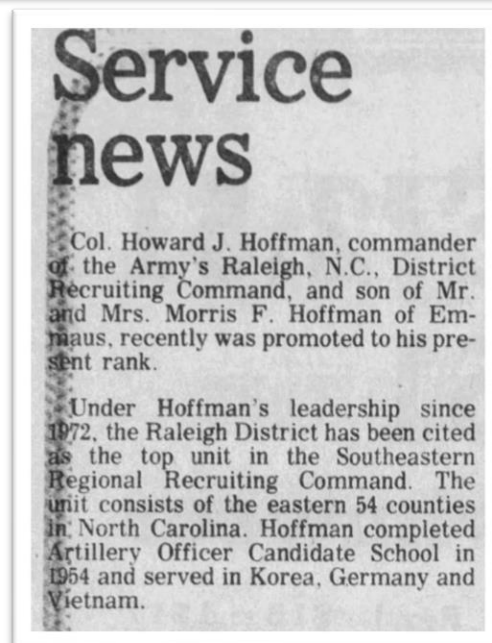 Service
news
Col. Howard J. Hoffman, commander
of the Army's Raleigh, N.C., District
Recruiting Command, and son of Mr.
and Mrs. Morris F. Hoffman of Em-
maus, recently was promoted to his pre-
sent rank.
Under Hoffman's leadership since
1972, the Raleigh District has been cited
as the top unit in the Southeastern
Regional Recruiting Command. The
unit consists of the eastern 54 counties
in North Carolina. Hoffman completed
Artillery Officer Candidate School in
1954 and served in Korea, Germany and
Vietnam.